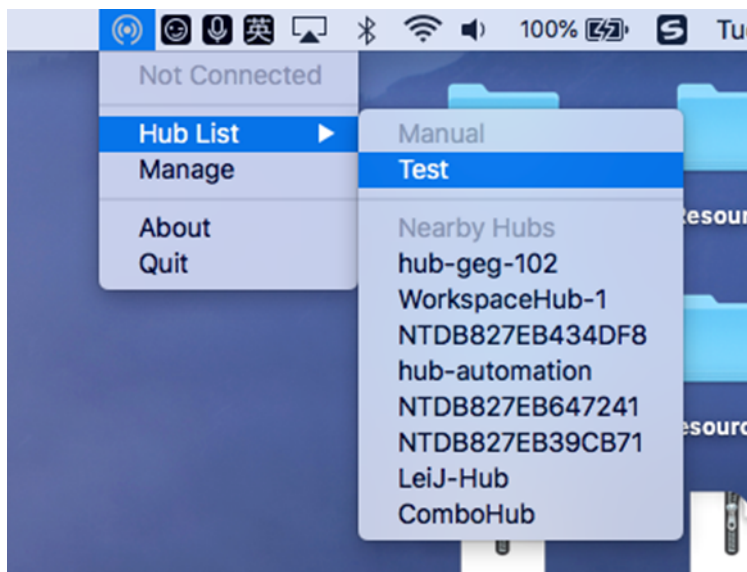 英 100% Tu
Not Connected
Hub List
Manage
About
Quit
Manual
Test
Nearby Hubs
hub-geg-102
WorkspaceHub-1
NTDB827EB434DF8
hub-automation
NTDB827EB647241
NTDB827EB39CB71
LeiJ-Hub
ComboHub
esour
esourc